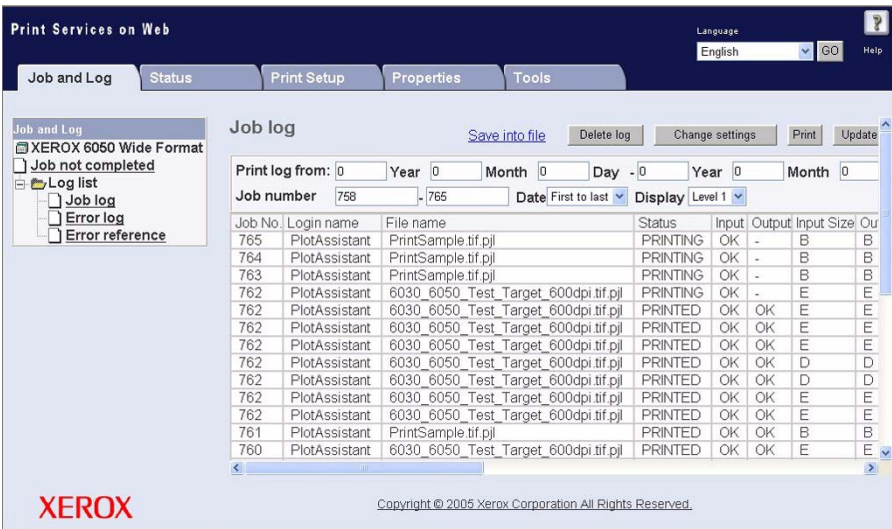 Print Services on Web
Language
English GO Help
Job and Log Status Print Setup Properties Tools
Job and Log
XEROX 6050 Wide Format
Job not completed
Log list
Job log
Error log
Error reference
Job log Save into file Delete log Change settings Print Update
Print log from: 0 Year 0 Month 0 Day - 0 Year 0 Month 0
Job number 758 - 765 Date First to last Display Level 1
Job No. Login name File name Status Input Output Input Size Ou
765 PlotAssistant PrintSample.tif.pjl PRINTING OK - B B
764 PlotAssistant PrintSample.tif.pjl PRINTING OK - B B
763 PlotAssistant PrintSample.tif.pjl PRINTING OK - B B
762 PlotAssistant 6030_6050_Test_Target_600dpi.tif.pjl PRINTING OK - E E
762 PlotAssistant 6030_6050_Test_Target_600dpi.tif.pjl PRINTED OK OK E E
762 PlotAssistant 6030_6050_Test_Target_600dpi.tif.pjl PRINTED OK OK E E
762 PlotAssistant 6030_6050_Test_Target_600dpi.tif.pjl PRINTED OK OK E E
762 PlotAssistant 6030_6050_Test_Target_600dpi.tif.pjl PRINTED OK OK D D
762 PlotAssistant 6030_6050_Test_Target_600dpi.tif.pjl PRINTED OK OK D D
762 PlotAssistant 6030_6050_Test_Target_600dpi.tif.pjl PRINTED OK OK E E
762 PlotAssistant 6030_6050_Test_Target_600dpi.tif.pjl PRINTED OK OK E E
761 PlotAssistant PrintSample.tif.pjl PRINTED OK OK B B
760 PlotAssistant 6030_6050_Test_Target_600dpi.tif.pjl PRINTED OK OK E E
XEROX Copyright © 2005 Xerox Corporation All Rights Reserved.